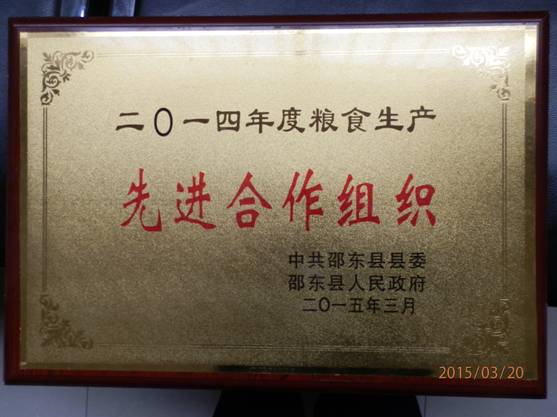 二〇一四年度粮食生产
先进合作组织
中共邵东县县委
邵东县人民政府
二〇一五年三月
2015/03/20